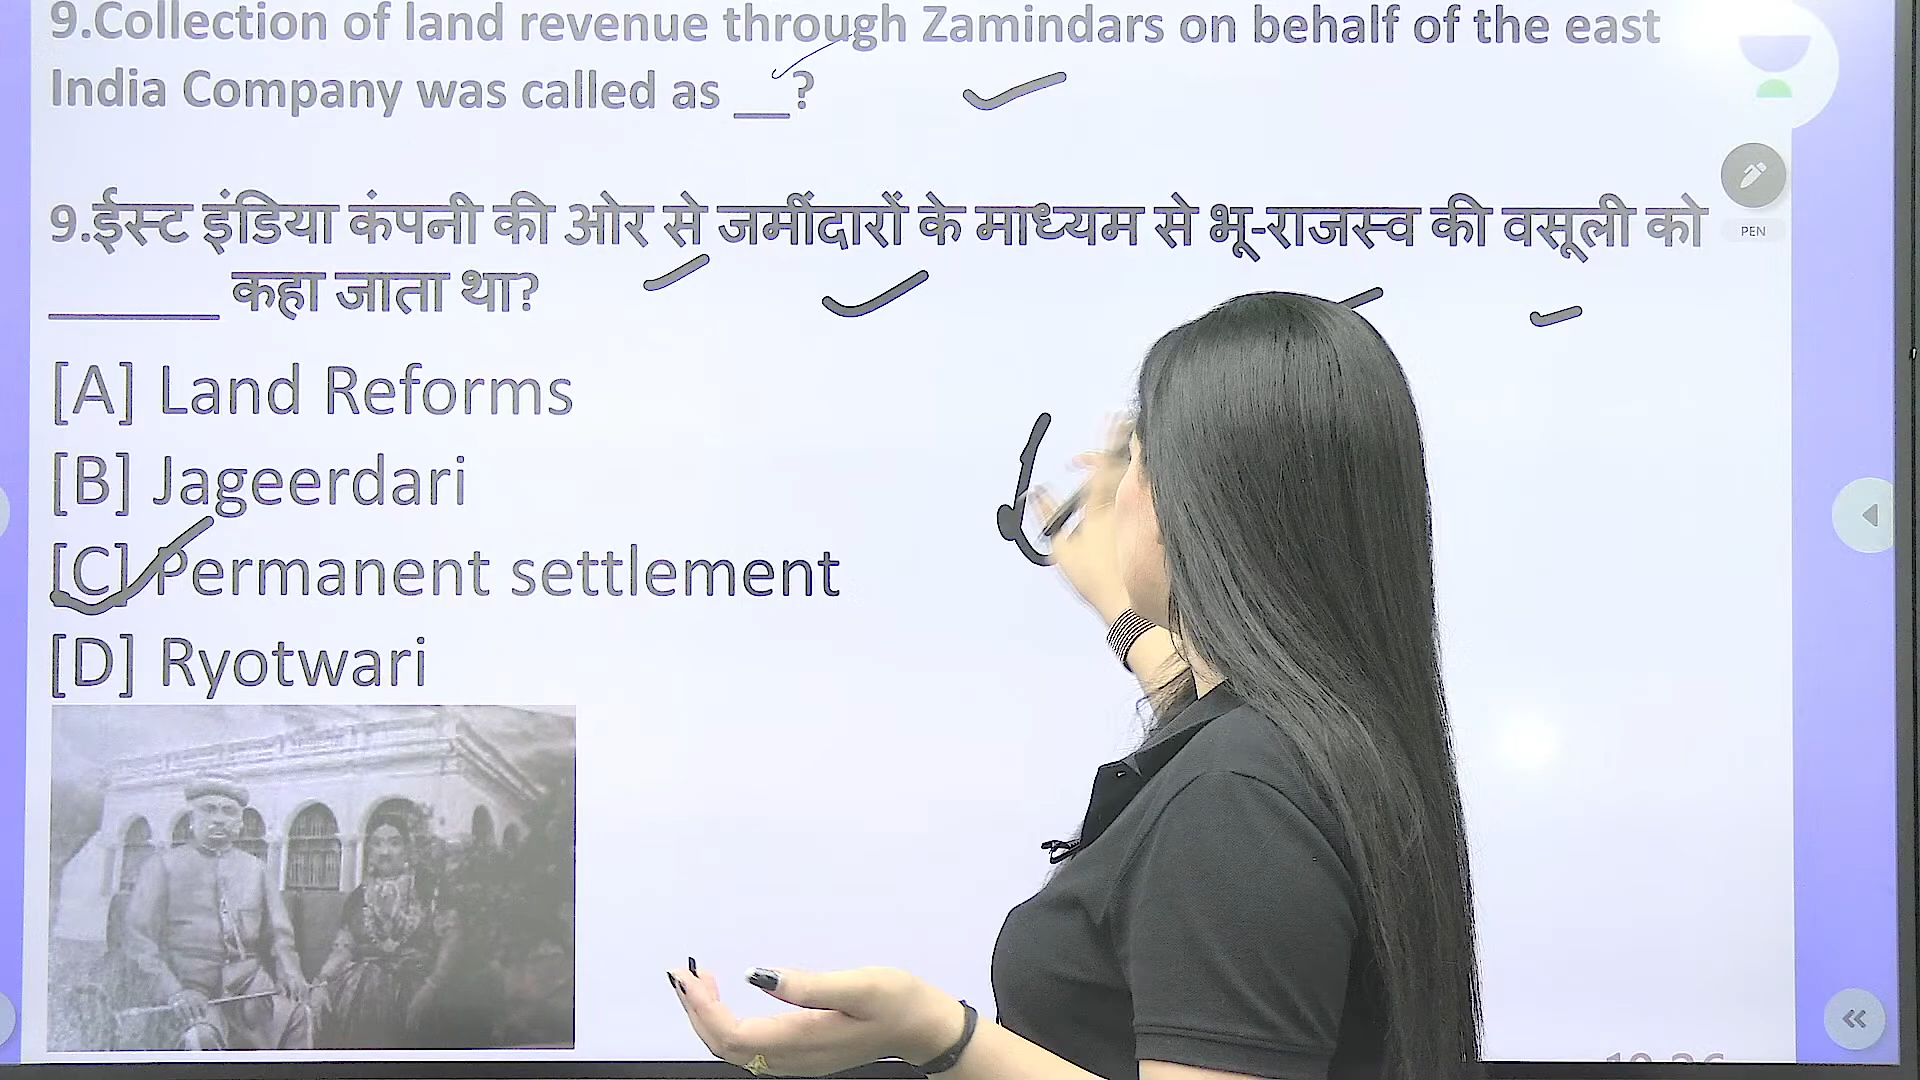 9.Collection of land revenue through Zamindars on behalf of the east
India Company was called as __?
9.ईस्ट इंडिया कंपनी की ओर से जमींदारों के माध्यम से भू-राजस्व की वसूली को
______ कहा जाता था?
[A] Land Reforms
[B] Jageerdari
[C] Permanent settlement
[D] Ryotwari
PEN